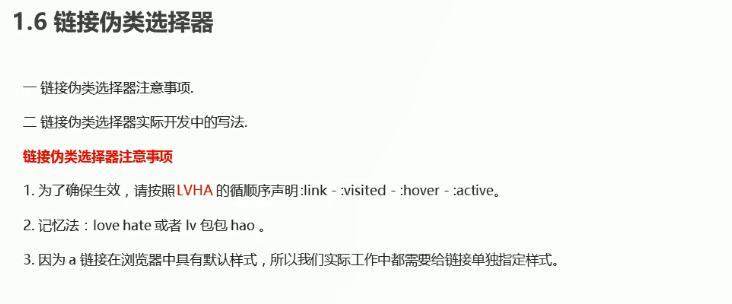 1.6 链接伪类选择器
一 链接伪类选择器注意事项.
二 链接伪类选择器实际开发中的写法.
链接伪类选择器注意事项
1. 为了确保生效，请按照 LVHA 的循顺序声明 :link - :visited - :hover - :active。
2. 记忆法：love hate 或者 lv 包包 hao 。
3. 因为 a 链接在浏览器中具有默认样式，所以我们实际工作中都需要给链接单独指定样式。